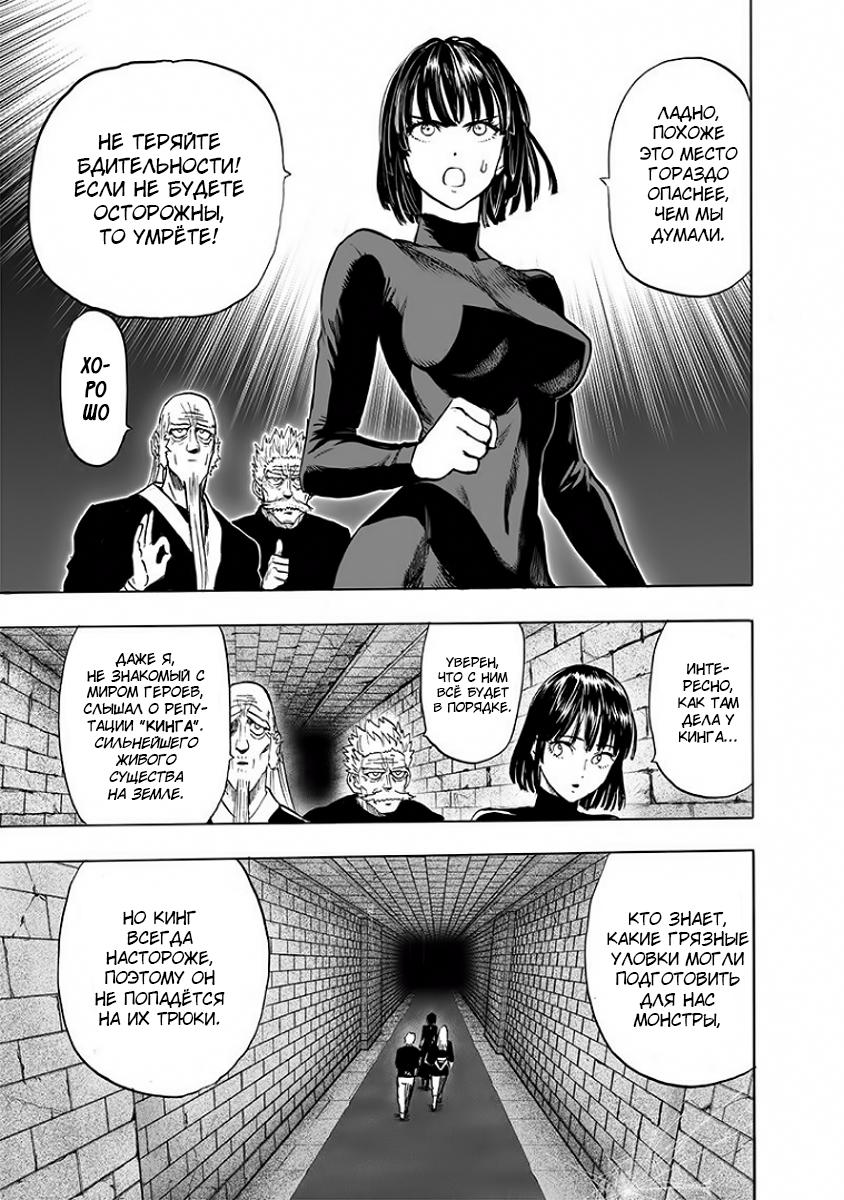 ЛАДНО,
ПОХОЖЕ
ЭТО МЕСТО
ГОРАЗДО
ОПАСНЕЕ,
ЧЕМ МЫ
ДУМАЛИ.
НЕ ТЕРЯЙТЕ
БДИТЕЛЬНОСТИ!
ЕСЛИ НЕ БУДЕТЕ
ОСТОРОЖНЫ,
ТО УМРЁТЕ!
ХО-
РО
ШО
ИНТЕ-
РЕСНО,
КАК ТАМ
ДЕЛА У
КИНГА...
УВЕРЕН,
ЧТО С НИМ
ВСЁ БУДЕТ
В ПОРЯДКЕ.
ДАЖЕ Я,
НЕ ЗНАКОМЫЙ С
МИРОМ ГЕРОЕВ,
СЛЫШАЛ О РЕПУ-
ТАЦИИ "КИНГА".
СИЛЬНЕЙШЕГО
ЖИВОГО
СУЩЕСТВА
НА ЗЕМЛЕ.
КТО ЗНАЕТ,
КАКИЕ ГРЯЗНЫЕ
УЛОВКИ МОГЛИ
ПОДГОТОВИТЬ
ДЛЯ НАС
МОНСТРЫ,
НО КИНГ
ВСЕГДА
НАСТОРОЖЕ,
ПОЭТОМУ ОН
НЕ ПОПАДЁТСЯ
НА ИХ ТРЮКИ.